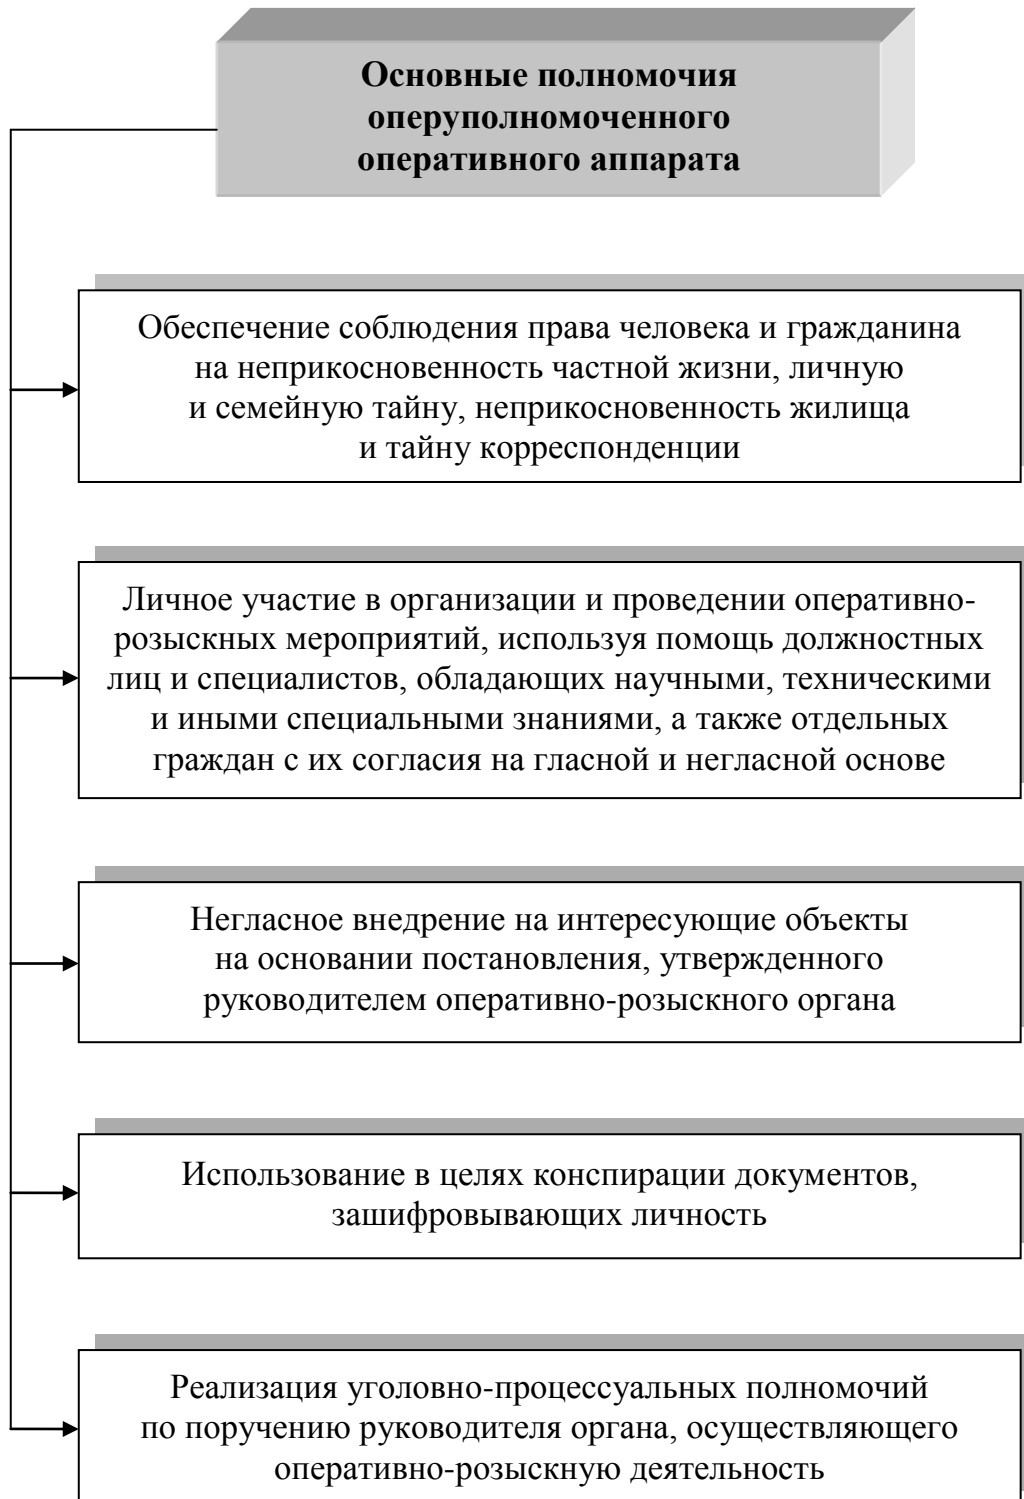 Основные полномочия
оперуполномоченного
оперативного аппарата
Обеспечение соблюдения права человека и гражданина
на неприкосновенность частной жизни, личную
и семейную тайну, неприкосновенность жилища
и тайну корреспонденции
Личное участие в организации и проведении оперативно-
розыскных мероприятий, используя помощь должностных
лиц и специалистов, обладающих научными, техническими
и иными специальными знаниями, а также отдельных
граждан с их согласия на гласной и негласной основе
Негласное внедрение на интересующие объекты
на основании постановления, утвержденного
руководителем оперативно-розыскного органа
Использование в целях конспирации документов,
зашифровывающих личность
Реализация уголовно-процессуальных полномочий
по поручению руководителя органа, осуществляющего
оперативно-розыскную деятельность